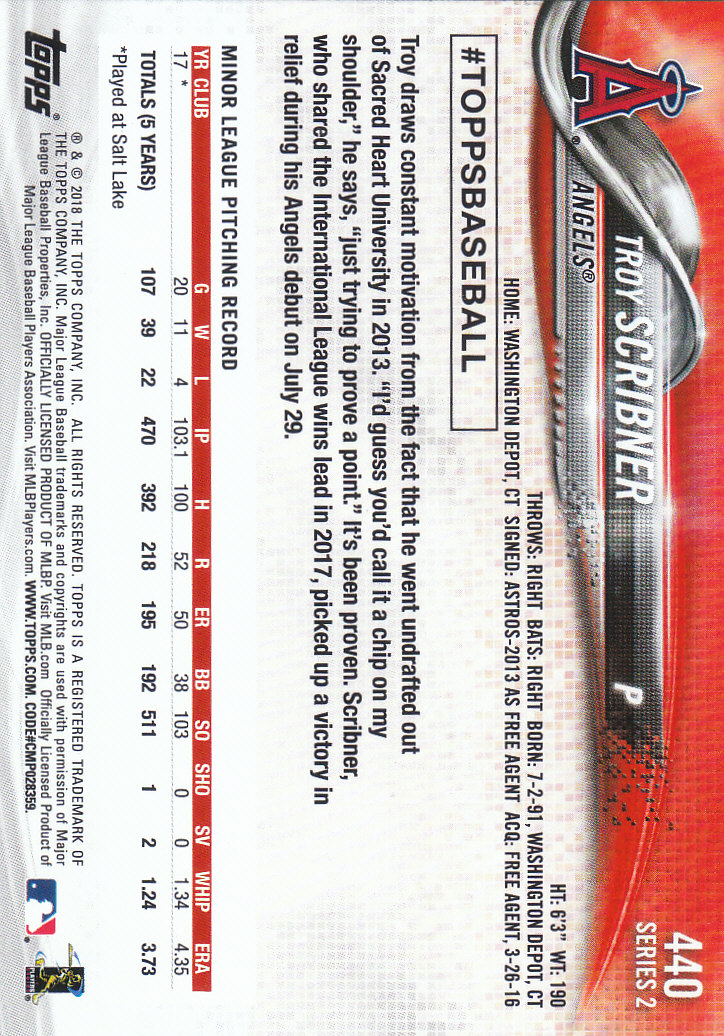 440
SERIES 2
TROY SCRIBNER P
A
ANGELS®
HT: 6'3" WT: 190
THROWS: RIGHT BATS: RIGHT BORN: 7-2-91, WASHINGTON DEPOT, CT
HOME: WASHINGTON DEPOT, CT SIGNED: ASTROS-2013 AS FREE AGENT ACQ: FREE AGENT, 3-26-16
#TOPPSBASEBALL
Troy draws constant motivation from the fact that he went undrafted out
of Sacred Heart University in 2013. "I'd guess you'd call it a chip on my
shoulder," he says, "just trying to prove a point." It's been proven. Scribner,
who shared the International League wins lead in 2017, picked up a victory in
relief during his Angels debut on July 29.
MINOR LEAGUE PITCHING RECORD
YR CLUB G W L IP H R ER BB SO SHO SV WHIP ERA
17 * 20 11 4 103.1 100 52 50 38 103 0 0 1.34 4.35
TOTALS (5 YEARS) 107 39 22 470 392 218 195 192 511 1 2 1.24 3.73
*Played at Salt Lake
topps®
® & © 2018 THE TOPPS COMPANY, INC. ALL RIGHTS RESERVED. TOPPS IS A REGISTERED TRADEMARK OF
THE TOPPS COMPANY, INC. Major League Baseball trademarks and copyrights are used with permission of Major
League Baseball Properties, Inc. OFFICIALLY LICENSED PRODUCT OF MLBP. Visit MLB.com Officially Licensed Product of
Major League Baseball Players Association. Visit MLBPlayers.com. WWW.TOPPS.COM. CODE#CMP028359.
PLAYERS